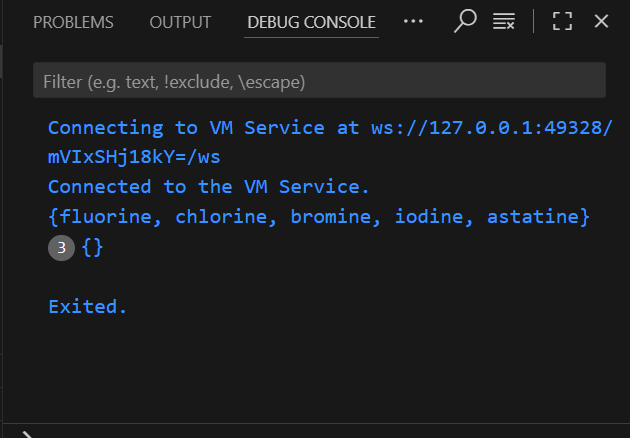 PROBLEMS OUTPUT DEBUG CONSOLE ...
Filter (e.g. text, !exclude, \escape)
Connecting to VM Service at ws://127.0.0.1:49328/
mVIxSHj18kY=/ws
Connected to the VM Service.
{fluorine, chlorine, bromine, iodine, astatine}
3 {}
Exited.